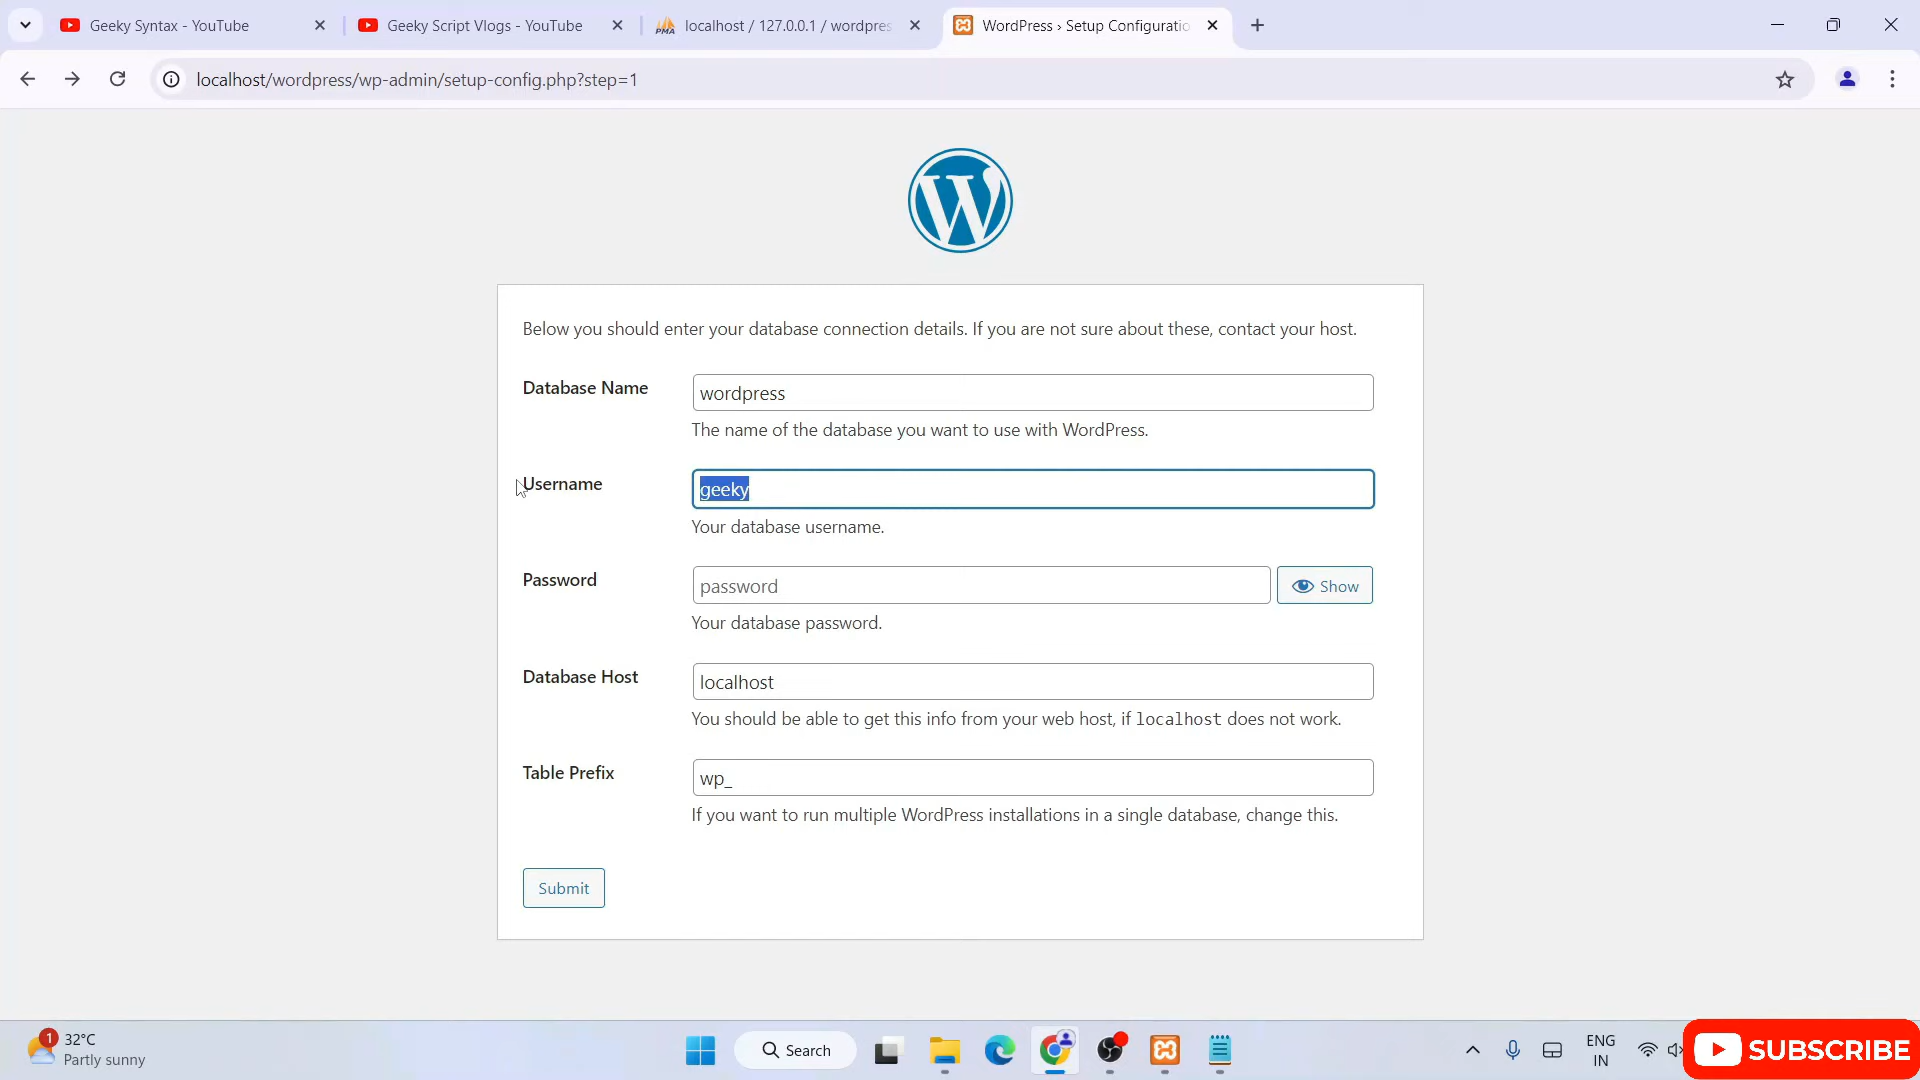 Geeky Syntax - YouTube
Geeky Script Vlogs - YouTube
PMA
localhost / 127.0.0.1 / wordpres
WordPress › Setup Configuratio
localhost/wordpress/wp-admin/setup-config.php?step=1
W
Below you should enter your database connection details. If you are not sure about these, contact your host.
Database Name
wordpress
The name of the database you want to use with WordPress.
Username
geeky
Your database username.
Password
password
Show
Your database password.
Database Host
localhost
You should be able to get this info from your web host, if localhost does not work.
Table Prefix
wp_
If you want to run multiple WordPress installations in a single database, change this.
Submit
1
32°C
Partly sunny
Search
ENG
IN
SUBSCRIBE